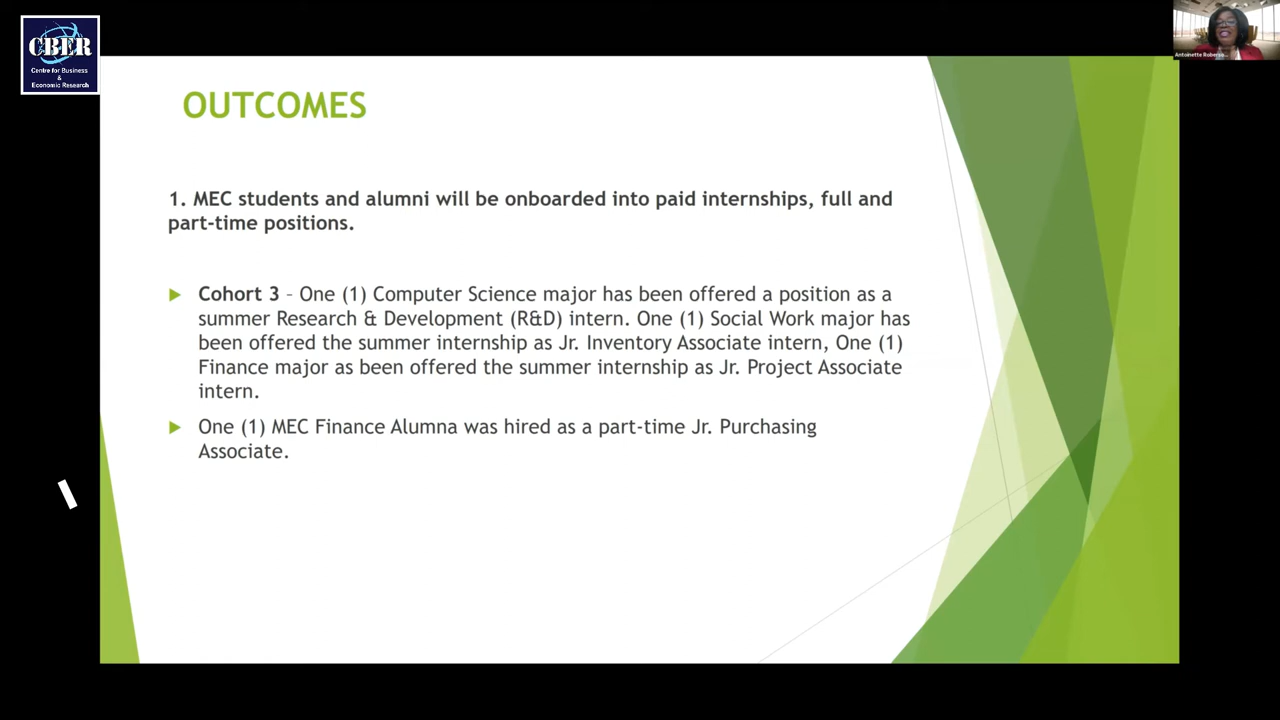 CBER
Centre for Business
&
Economic Research
OUTCOMES
1. MEC students and alumni will be onboarded into paid internships, full and
part-time positions.
Cohort 3 – One (1) Computer Science major has been offered a position as a
summer Research & Development (R&D) intern. One (1) Social Work major has
been offered the summer internship as Jr. Inventory Associate intern, One (1)
Finance major as been offered the summer internship as Jr. Project Associate
intern.
One (1) MEC Finance Alumna was hired as a part-time Jr. Purchasing
Associate.
Antoinette